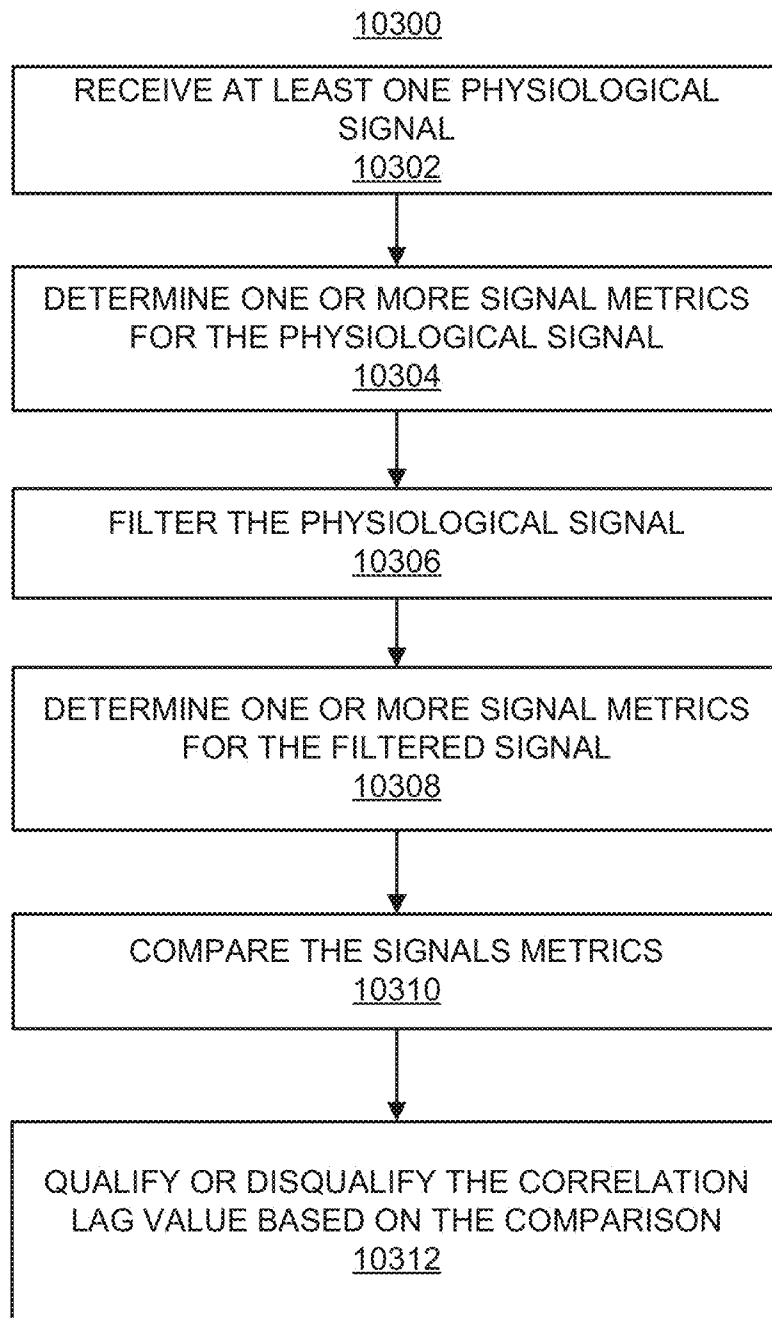 10300
RECEIVE AT LEAST ONE PHYSIOLOGICAL
SIGNAL
10302
DETERMINE ONE OR MORE SIGNAL METRICS
FOR THE PHYSIOLOGICAL SIGNAL
10304
FILTER THE PHYSIOLOGICAL SIGNAL
10306
DETERMINE ONE OR MORE SIGNAL METRICS
FOR THE FILTERED SIGNAL
10308
COMPARE THE SIGNALS METRICS
10310
QUALIFY OR DISQUALIFY THE CORRELATION
LAG VALUE BASED ON THE COMPARISON
10312